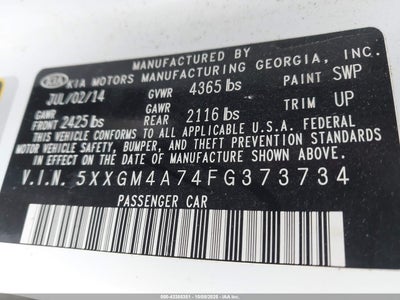 MANUFACTURED BY
KIA KIA MOTORS MANUFACTURING GEORGIA, INC.
JUL/02/14 GVWR 4365 lbs PAINT SWP
GAWR FRONT 2425 lbs GAWR REAR 2116 lbs TRIM UP
THIS VEHICLE CONFORMS TO ALL APPLICABLE U.S.A. FEDERAL
MOTOR VEHICLE SAFETY, BUMPER, AND THEFT PREVENTION STANDARDS
IN EFFECT ON THE DATE OF MANUFACTURE SHOWN ABOVE.
V.I.N. 5XXGM4A74FG373734
PASSENGER CAR